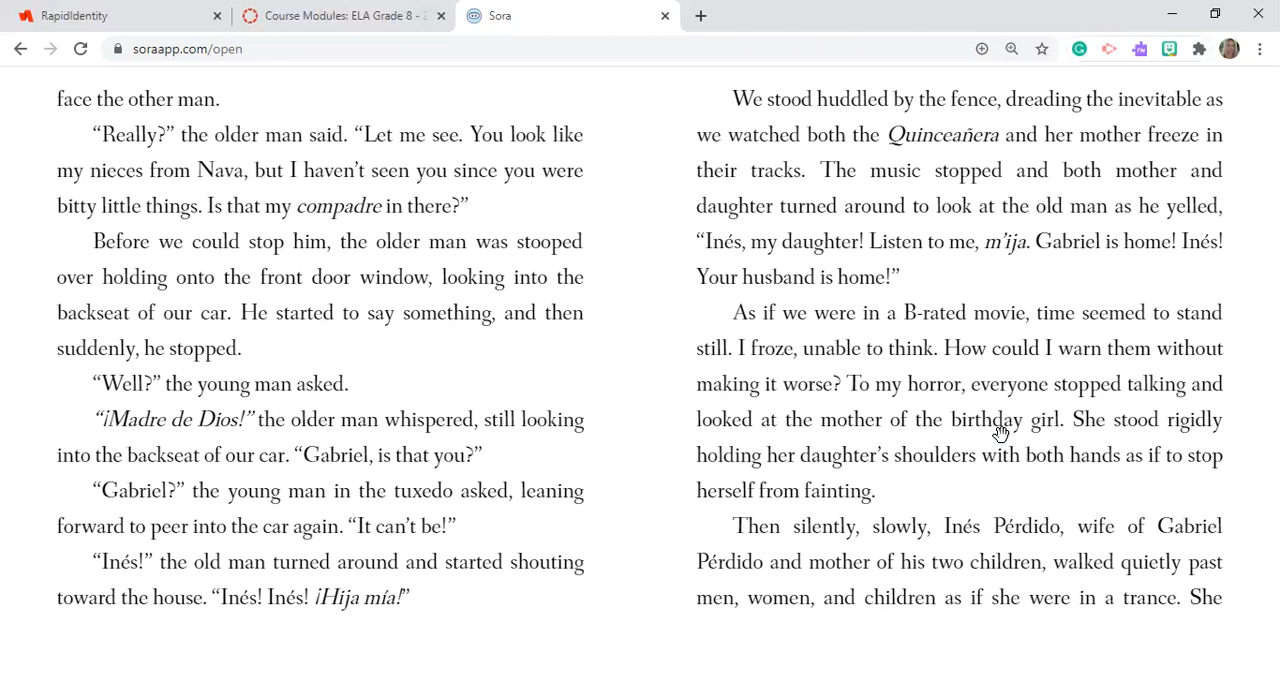 RapidIdentity
Course Modules: ELA Grade 8 - 2
Sora
soraapp.com/open
face the other man.
“Really?” the older man said. “Let me see. You look like
my nieces from Nava, but I haven’t seen you since you were
bitty little things. Is that my compadre in there?”
Before we could stop him, the older man was stooped
over holding onto the front door window, looking into the
backseat of our car. He started to say something, and then
suddenly, he stopped.
“Well?” the young man asked.
“¡Madre de Dios!” the older man whispered, still looking
into the backseat of our car. “Gabriel, is that you?”
“Gabriel?” the young man in the tuxedo asked, leaning
forward to peer into the car again. “It can’t be!”
“Inés!” the old man turned around and started shouting
toward the house. “Inés! Inés! ¡Hija mía!”
We stood huddled by the fence, dreading the inevitable as
we watched both the Quinceañera and her mother freeze in
their tracks. The music stopped and both mother and
daughter turned around to look at the old man as he yelled,
“Inés, my daughter! Listen to me, m’ija. Gabriel is home! Inés!
Your husband is home!”
As if we were in a B-rated movie, time seemed to stand
still. I froze, unable to think. How could I warn them without
making it worse? To my horror, everyone stopped talking and
looked at the mother of the birthday girl. She stood rigidly
holding her daughter’s shoulders with both hands as if to stop
herself from fainting.
Then silently, slowly, Inés Pérdido, wife of Gabriel
Pérdido and mother of his two children, walked quietly past
men, women, and children as if she were in a trance. She